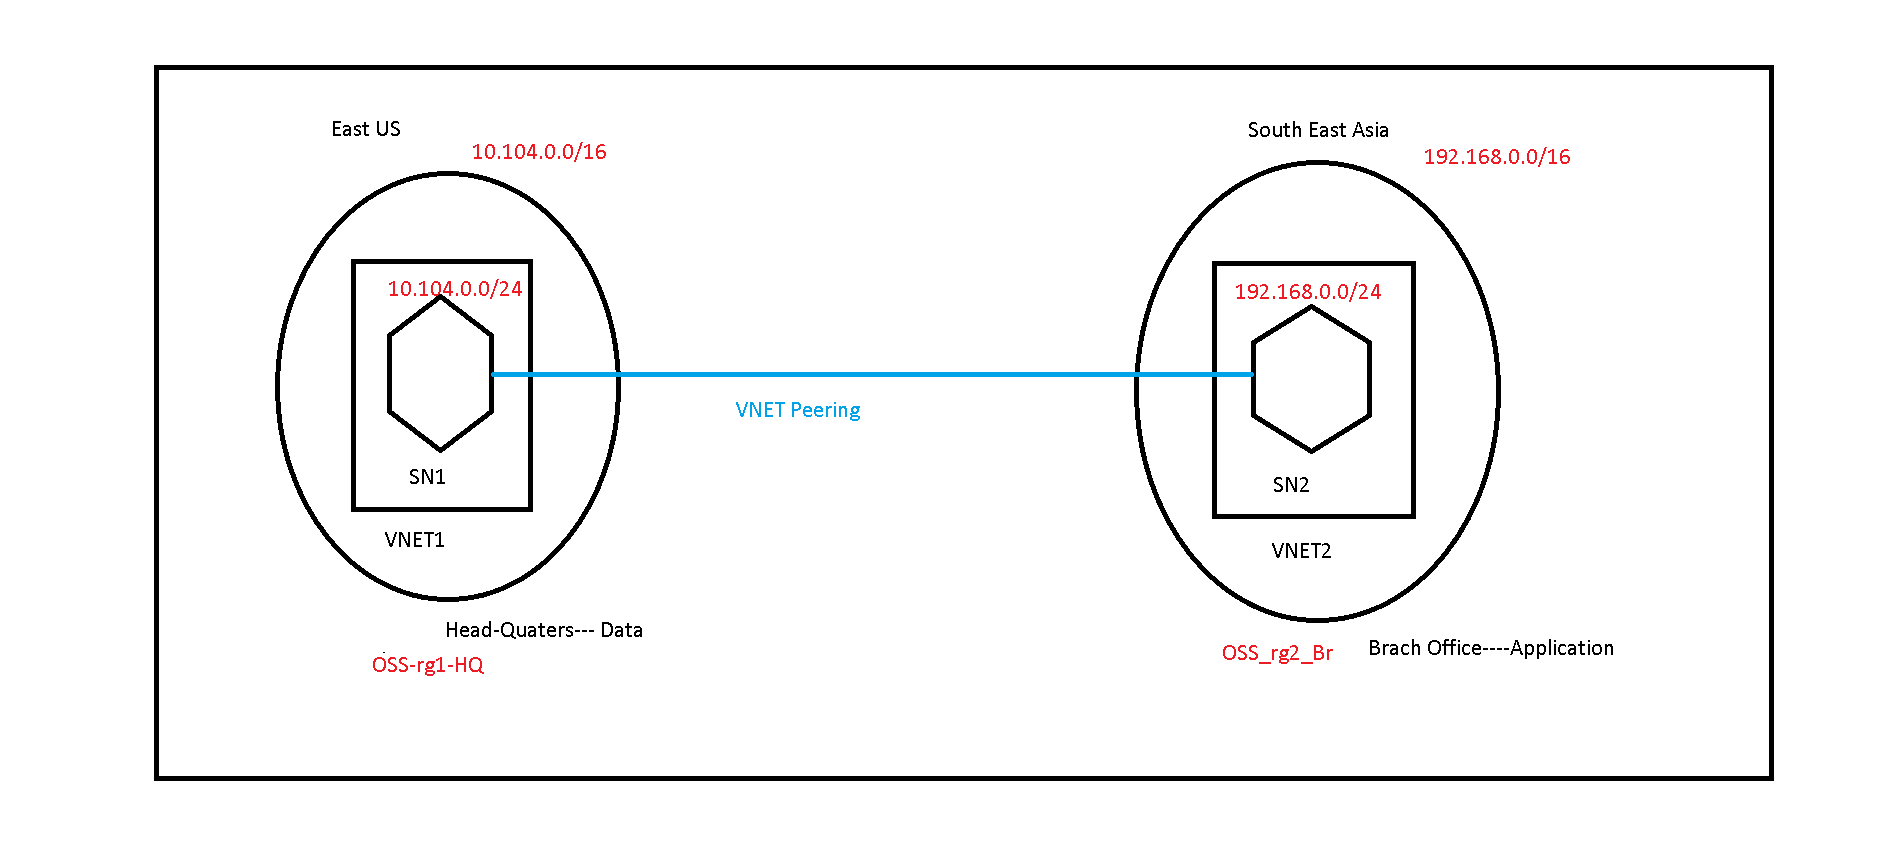 East US
10.104.0.0/16
10.104.0.0/24
SN1
VNET1
Head-Quaters--- Data
OSS-rg1-HQ
VNET Peering
South East Asia
192.168.0.0/16
192.168.0.0/24
SN2
VNET2
OSS_rg2_Br
Brach Office----Application